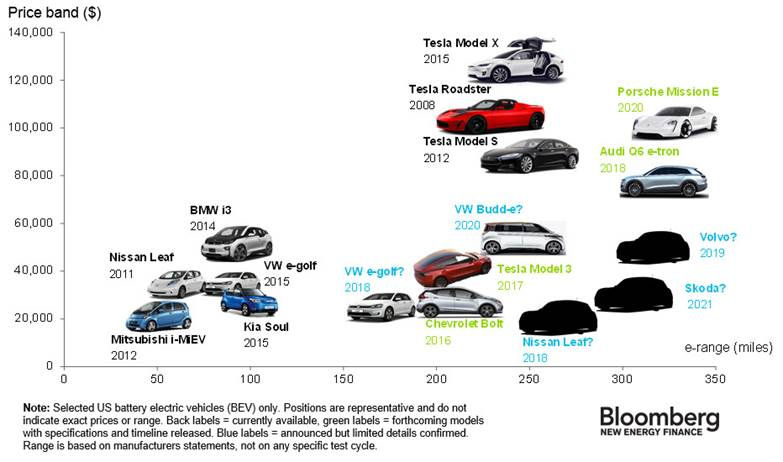 Price band ($)
140,000
120,000
100,000
80,000
60,000
40,000
20,000
0
Tesla Model X
2015
Tesla Roadster
2008
Tesla Model S
2012
Porsche Mission E
2020
Audi Q6 e-tron
2018
BMW i3
2014
Nissan Leaf
2011
VW e-golf
2015
Mitsubishi i-MiEV
2012
Kia Soul
2015
VW Budd-e?
2020
VW e-golf?
2018
Tesla Model 3
2017
Chevrolet Bolt
2016
Nissan Leaf?
2018
Volvo?
2019
Skoda?
2021
e-range (miles)
0
50
100
150
200
250
300
350
Note: Selected US battery electric vehicles (BEV) only. Positions are representative and do not
indicate exact prices or range. Back labels = currently available, green labels = forthcoming models
with specifications and timeline released. Blue labels = announced but limited details confirmed.
Range is based on manufacturers statements, not on any specific test cycle.
Bloomberg
NEW ENERGY FINANCE